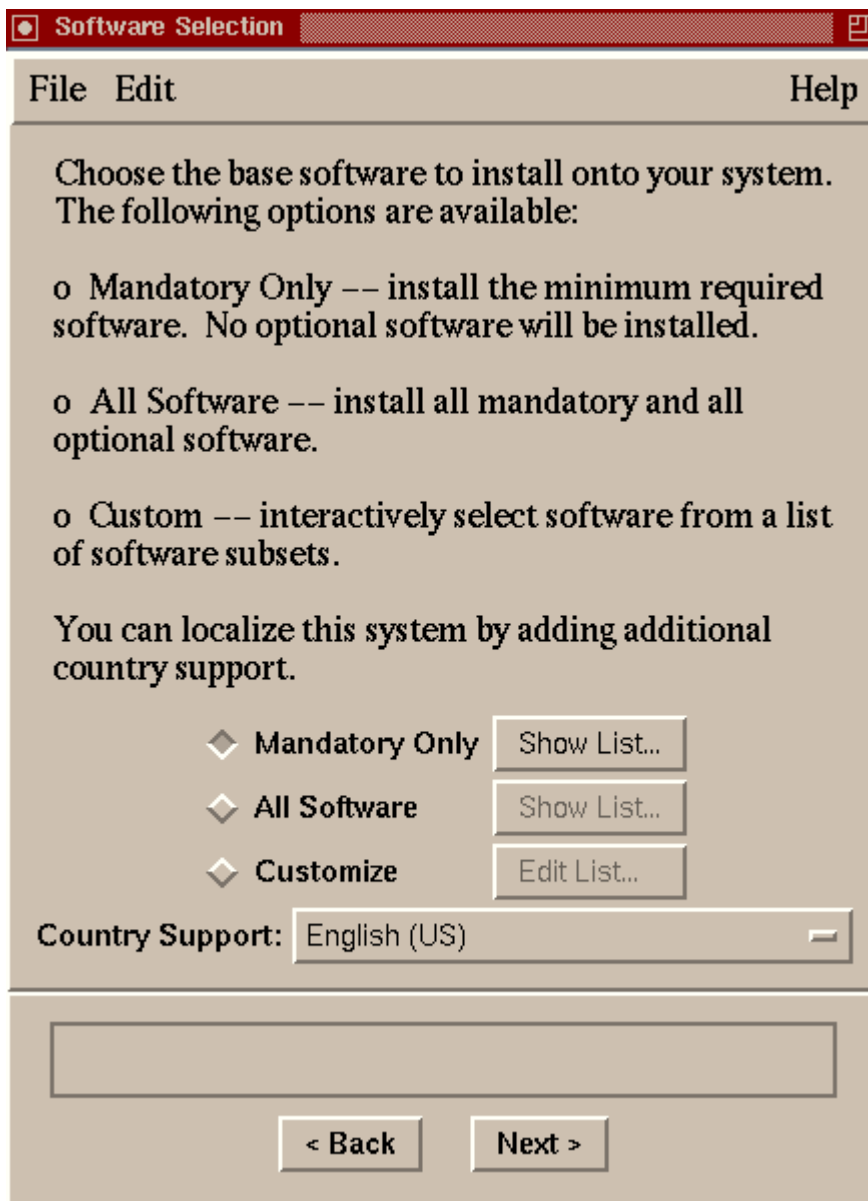 Software Selection
File Edit Help
Choose the base software to install onto your system.
The following options are available:
o Mandatory Only -- install the minimum required
software. No optional software will be installed.
o All Software -- install all mandatory and all
optional software.
o Custom -- interactively select software from a list
of software subsets.
You can localize this system by adding additional
country support.
Mandatory Only Show List...
All Software Show List...
Customize Edit List...
Country Support: English (US)
< Back Next >